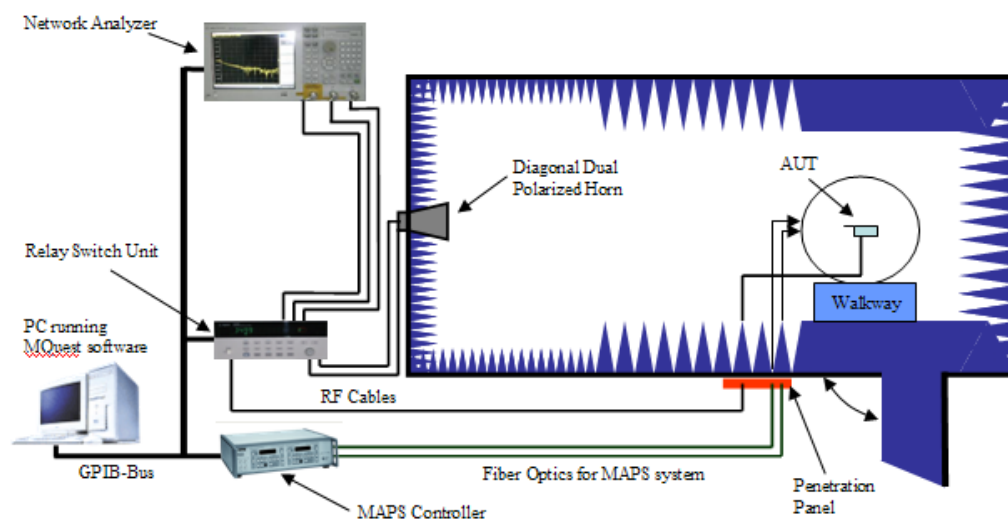 Network Analyzer
Diagonal Dual
Polarized Horn
AUT
Relay Switch Unit
Walkway
PC running
MQuest software
RF Cables
GPIB-Bus
Fiber Optics for MAPS system
Penetration
Panel
MAPS Controller